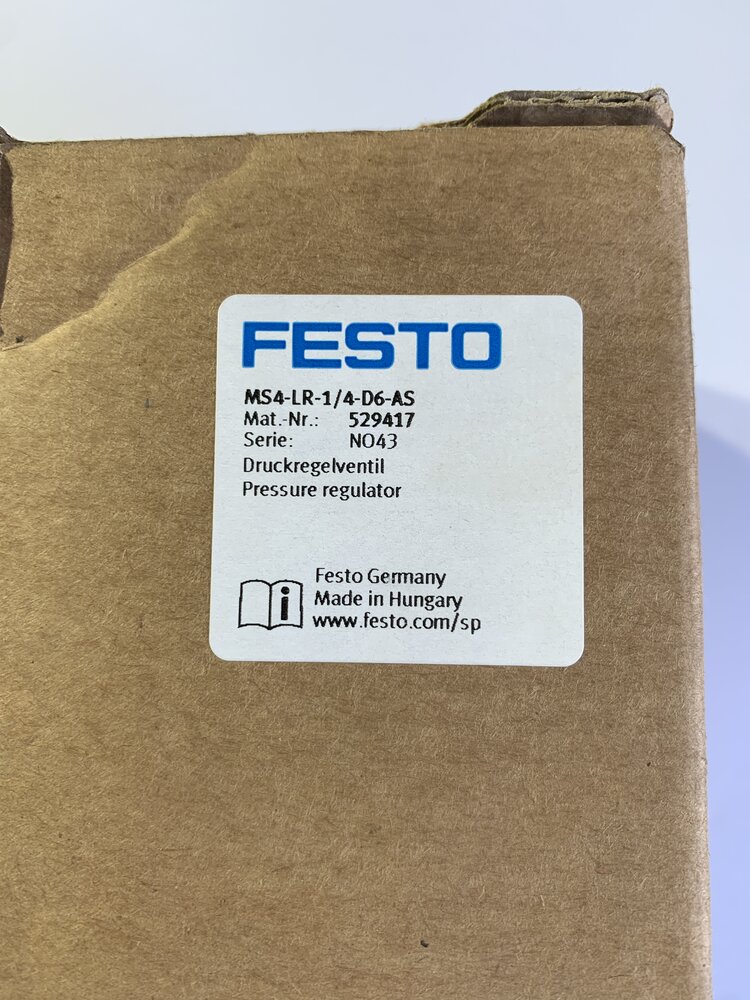 FESTO
MS4-LR-1/4-D6-AS
Mat.-Nr.: 529417
Serie: NO43
Druckregelventil
Pressure regulator
Festo Germany
Made in Hungary
www.festo.com/sp